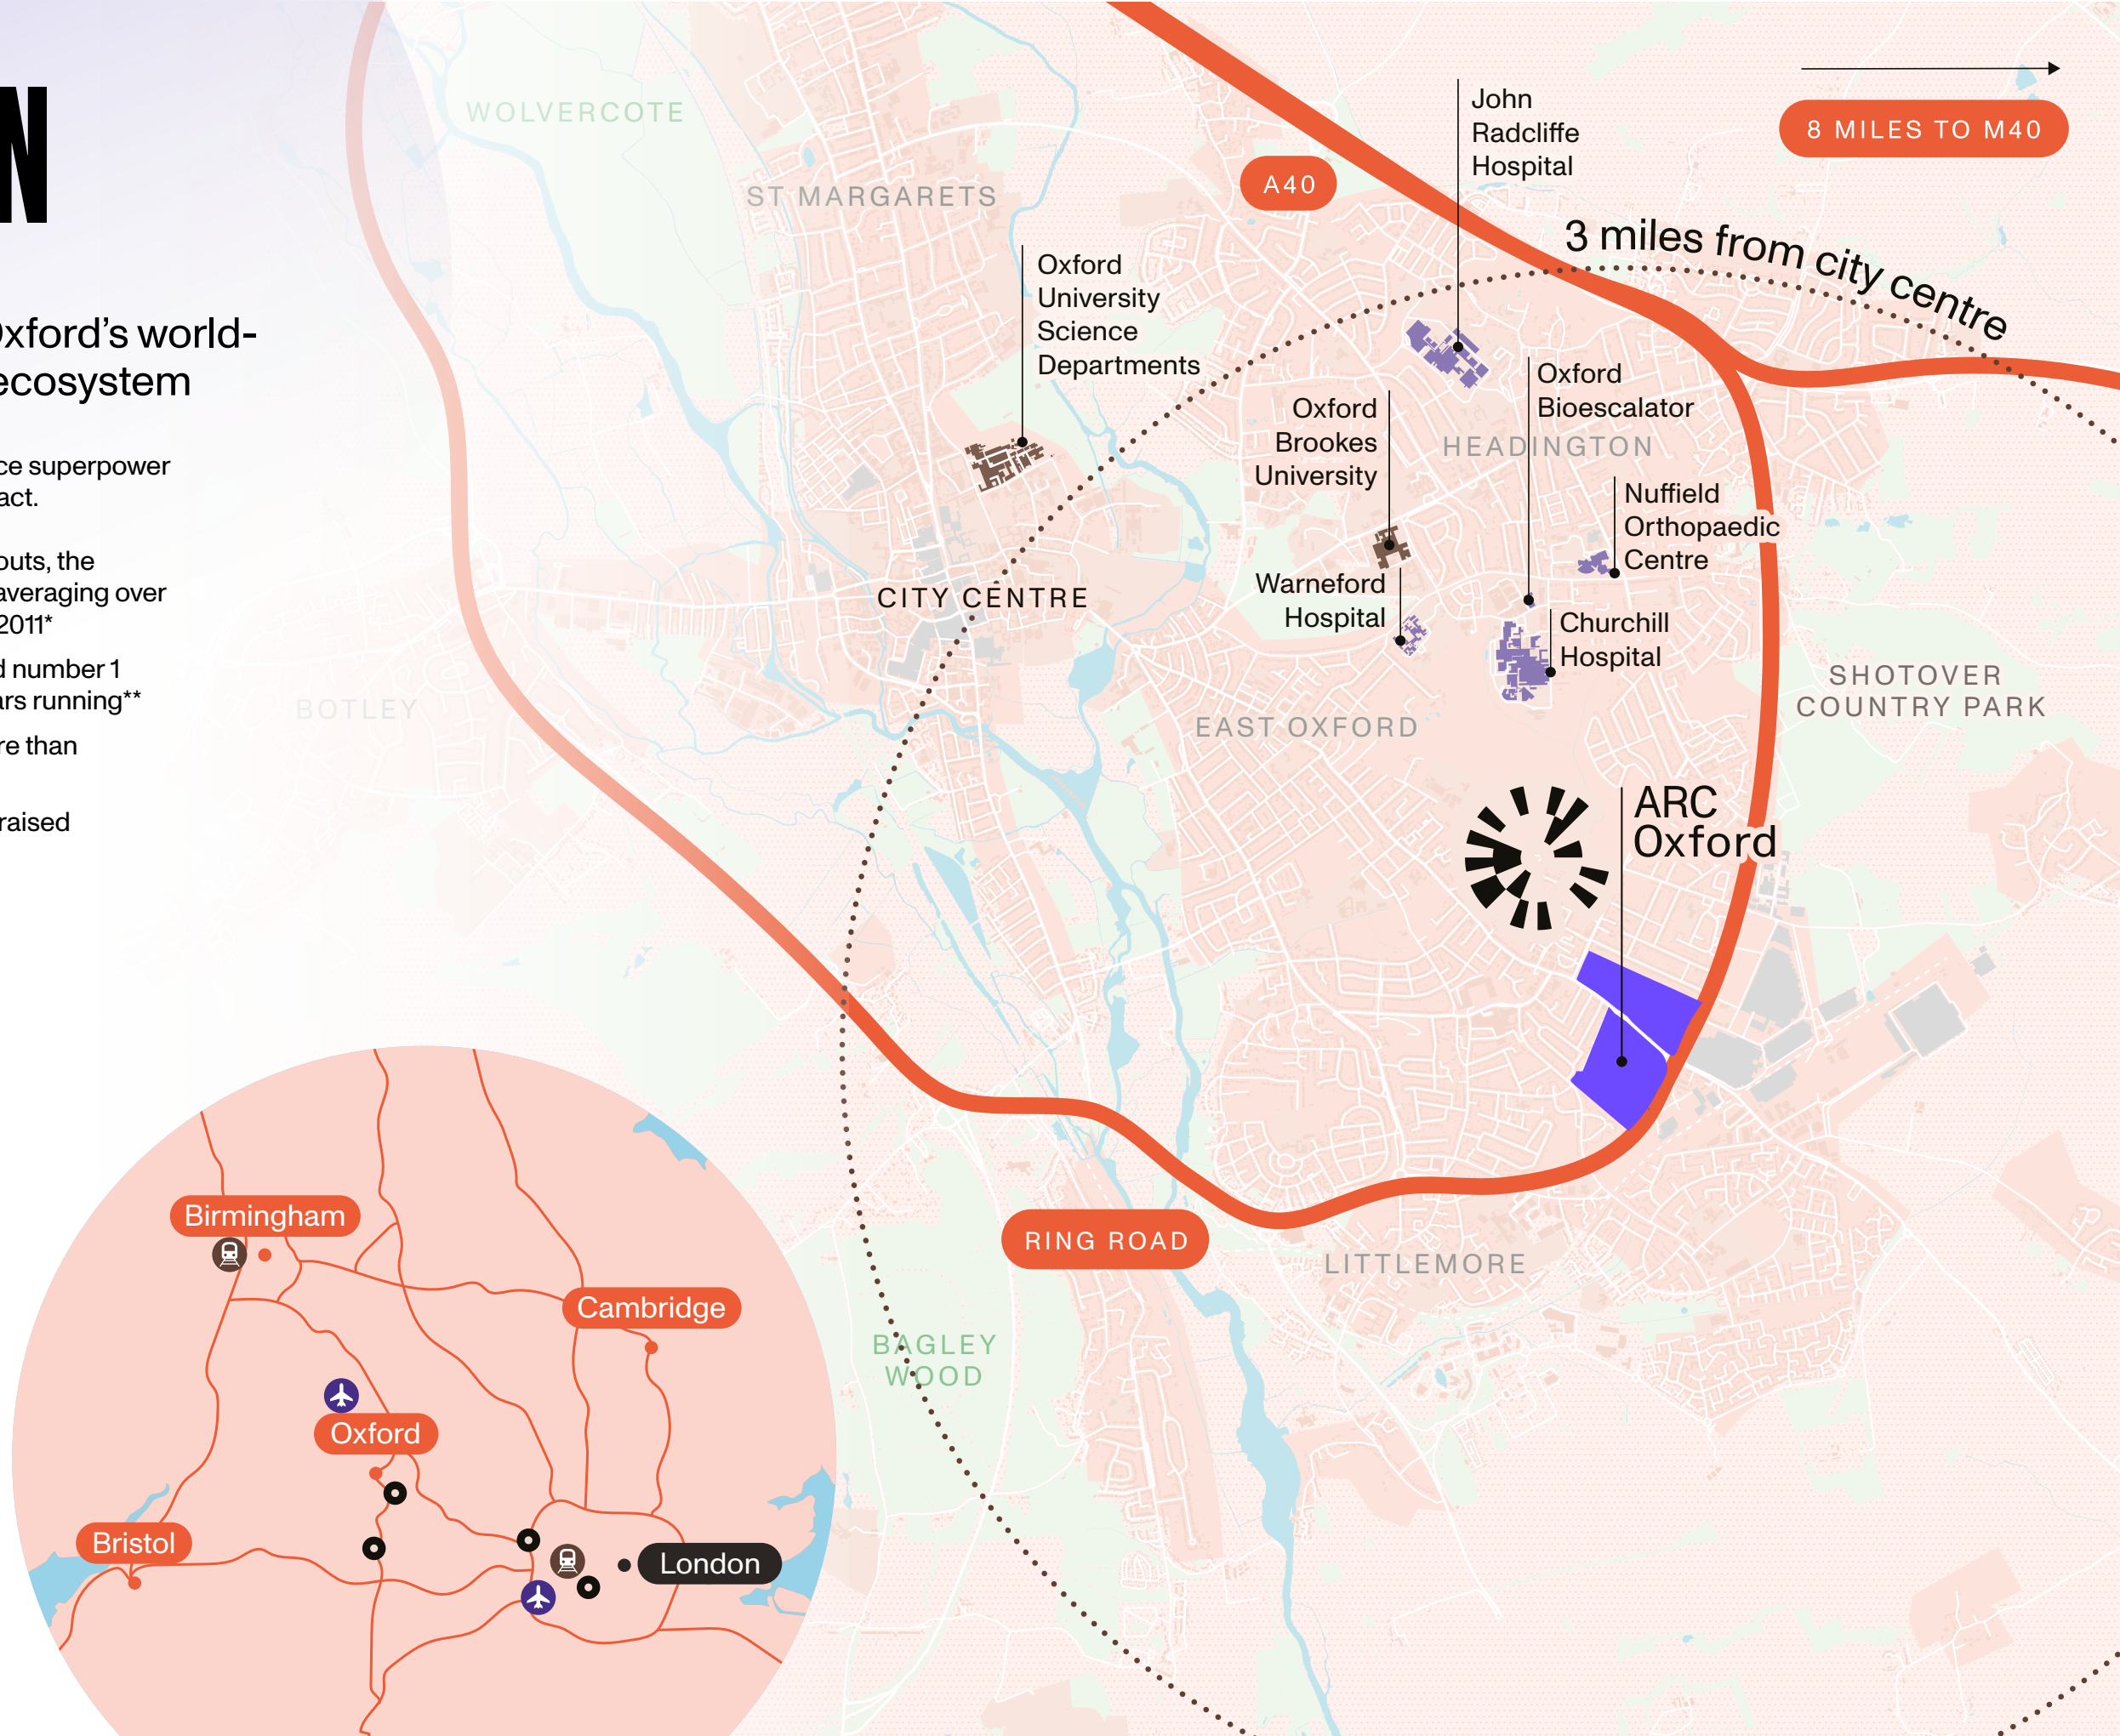 N
Oxford's world-
ecosystem
ce superpower
act.
outs, the
averaging over
2011*
d number 1
ars running**
re than
raised
WOLVERCOTE
ST MARGARETS
Oxford
University
Science
Departments
A40
John
Radcliffe
Hospital
8 MILES TO M40
3 miles from city centre
Oxford
Brookes
University
Oxford
Bioescalator
HEADINGTON
Nuffield
Orthopaedic
Centre
CITY CENTRE
Warneford
Hospital
Churchill
Hospital
BOTLEY
EAST OXFORD
SHOTOVER
COUNTRY PARK
ARC
Oxford
RING ROAD
LITTLEMORE
BAGLEY
WOOD
Birmingham
Cambridge
Oxford
Bristol
London